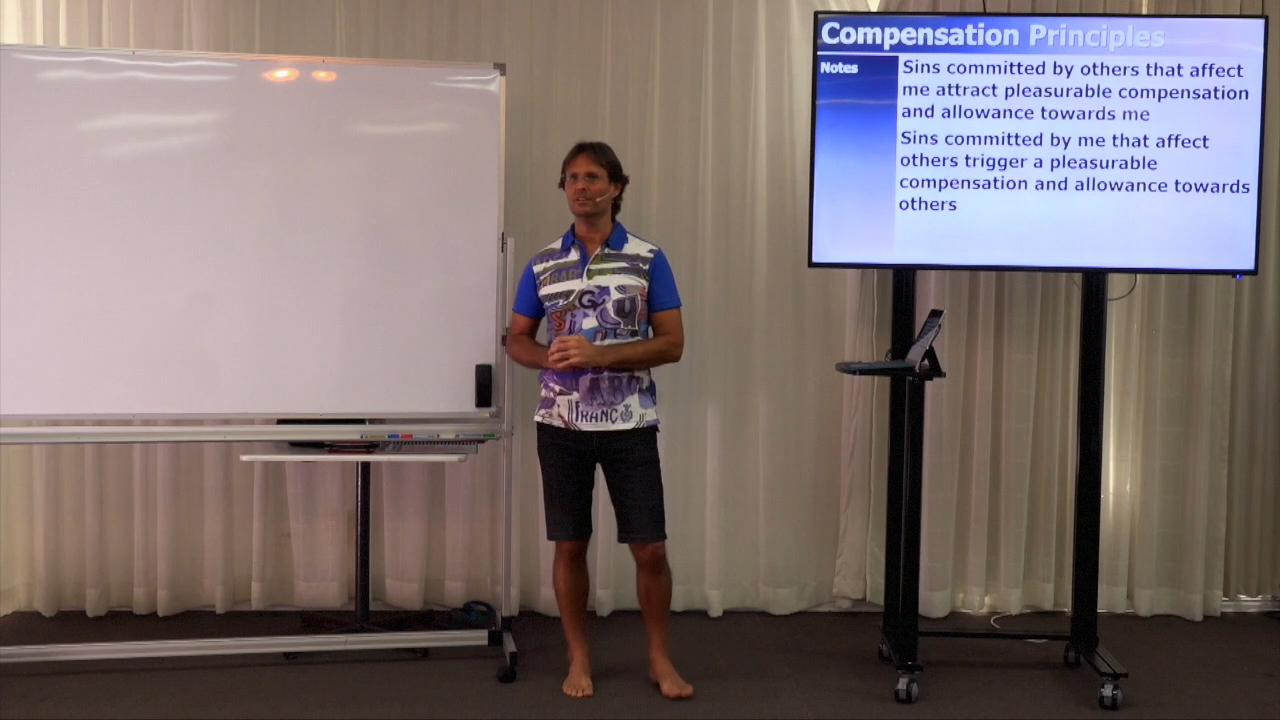 Compensation Principles
Notes
Sins committed by others that affect
me attract pleasurable compensation
and allowance towards me
Sins committed by me that affect
others trigger a pleasurable
compensation and allowance towards
others
FRANC